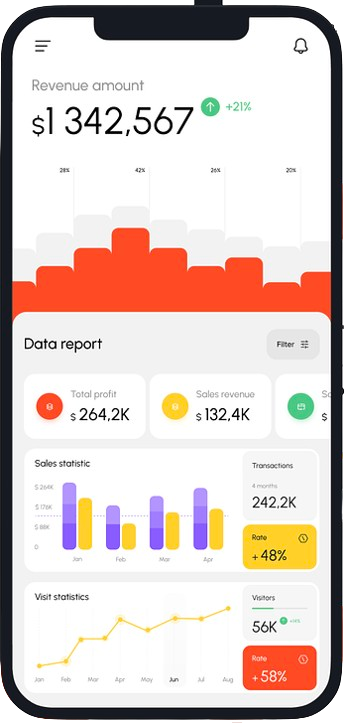 Revenue amount
$1 342,567 +21%
28% 42% 26% 20%
Data report
Filter
Total profit
$ 264,2K
Sales revenue
$ 132,4K
Sa
$
Sales statistic
$ 264K
$ 176K
$ 88K
0
Jan Feb Mar Apr
Transactions
4 months
242,2K
Rate
+ 48%
Visit statistics
Jan Feb Mar Apr May Jun Jul Aug
Visitors
56K
Rate
+ 58%